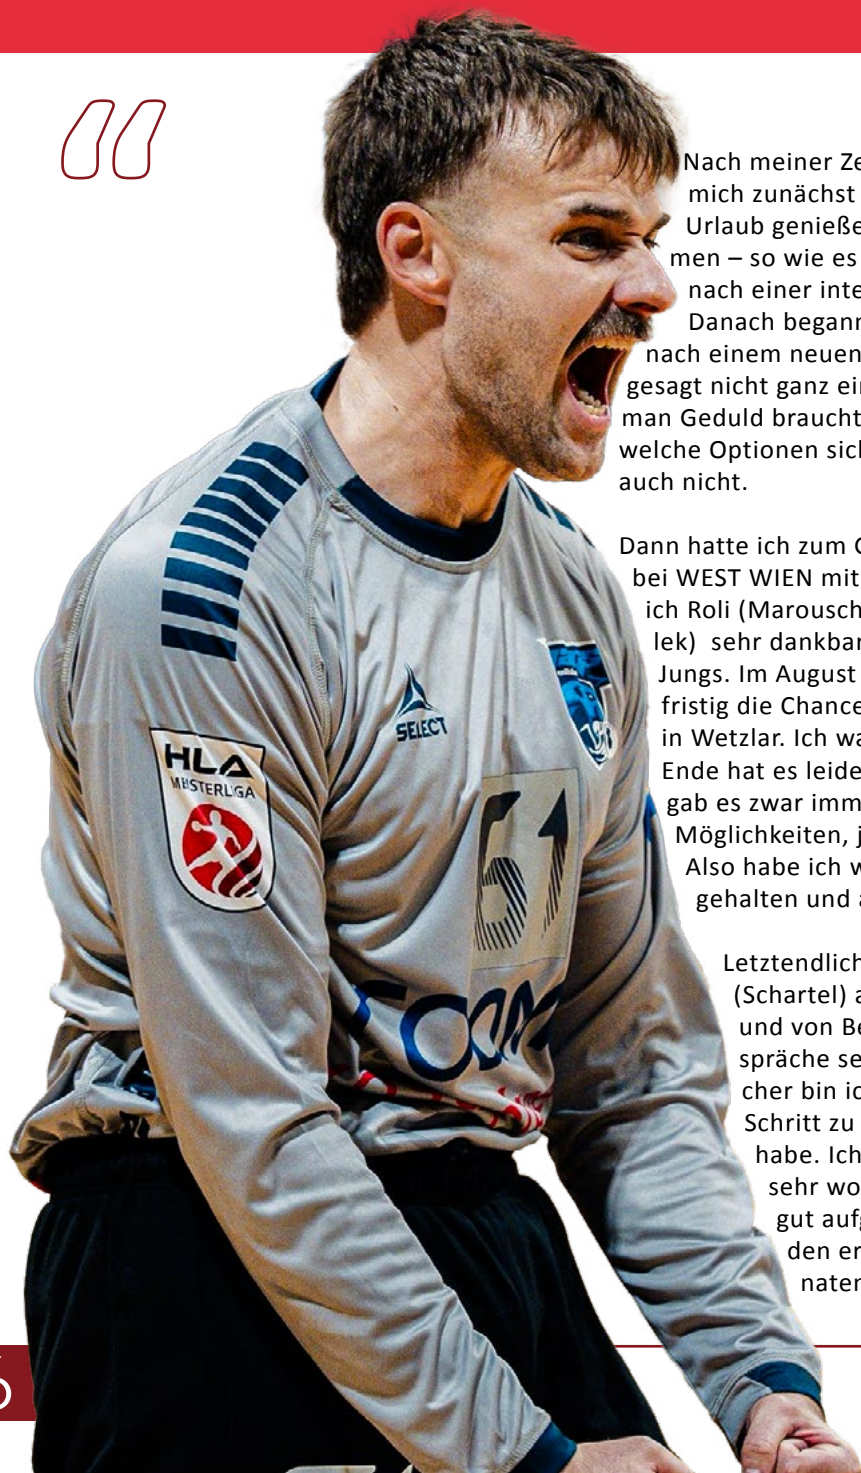 “
Nach meiner Ze
mich zunächst
Urlaub genieße
men – so wie es
nach einer inte
Danach begann
nach einem neuen
gesagt nicht ganz ein
man Geduld braucht
welche Optionen sich
auch nicht.
Dann hatte ich zum G
bei WEST WIEN mit
ich Roli (Marousch
lek) sehr dankbar
Jungs. Im August
fristig die Chance
in Wetzlar. Ich wa
Ende hat es leide
gab es zwar imm
Möglichkeiten, j
Also habe ich w
gehalten und a
Letztendlich
(Schartel) a
und von Be
spräche se
cher bin ic
Schritt zu
habe. Ich
sehr wo
gut aufg
den er
naten
SELECT
HLA
MEISTERLIGA
61
6